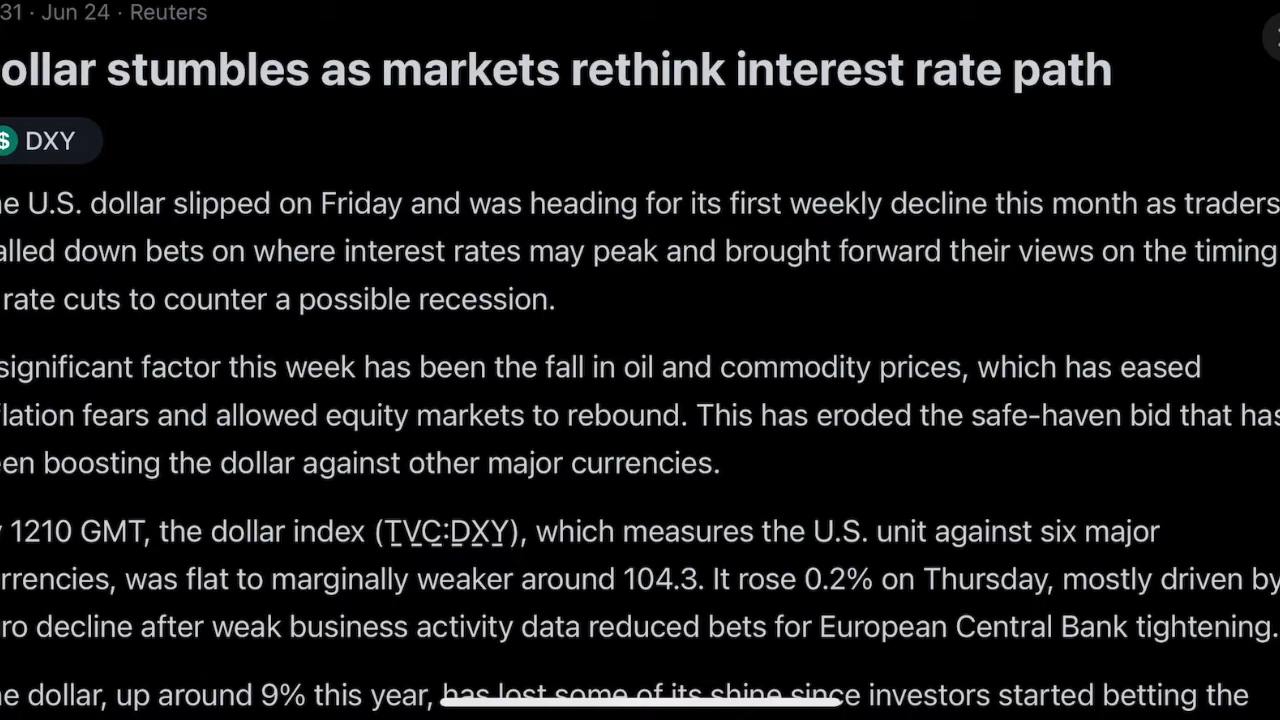 31 · Jun 24 · Reuters
ollar stumbles as markets rethink interest rate path
$ DXY
e U.S. dollar slipped on Friday and was heading for its first weekly decline this month as traders
alled down bets on where interest rates may peak and brought forward their views on the timing
rate cuts to counter a possible recession.
significant factor this week has been the fall in oil and commodity prices, which has eased
flation fears and allowed equity markets to rebound. This has eroded the safe-haven bid that has
en boosting the dollar against other major currencies.
1210 GMT, the dollar index (TVC:DXY), which measures the U.S. unit against six major
rrencies, was flat to marginally weaker around 104.3. It rose 0.2% on Thursday, mostly driven by
ro decline after weak business activity data reduced bets for European Central Bank tightening.
e dollar, up around 9% this year, has lost some of its shine since investors started betting the